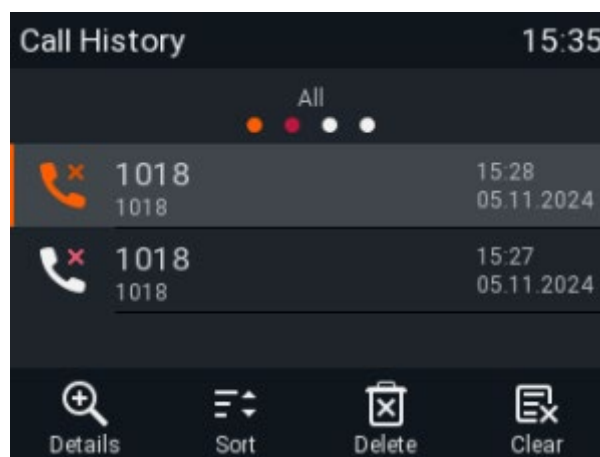 Call History 15:35
All
1018 15:28
1018 05.11.2024
1018 15:27
1018 05.11.2024
Details Sort Delete Clear